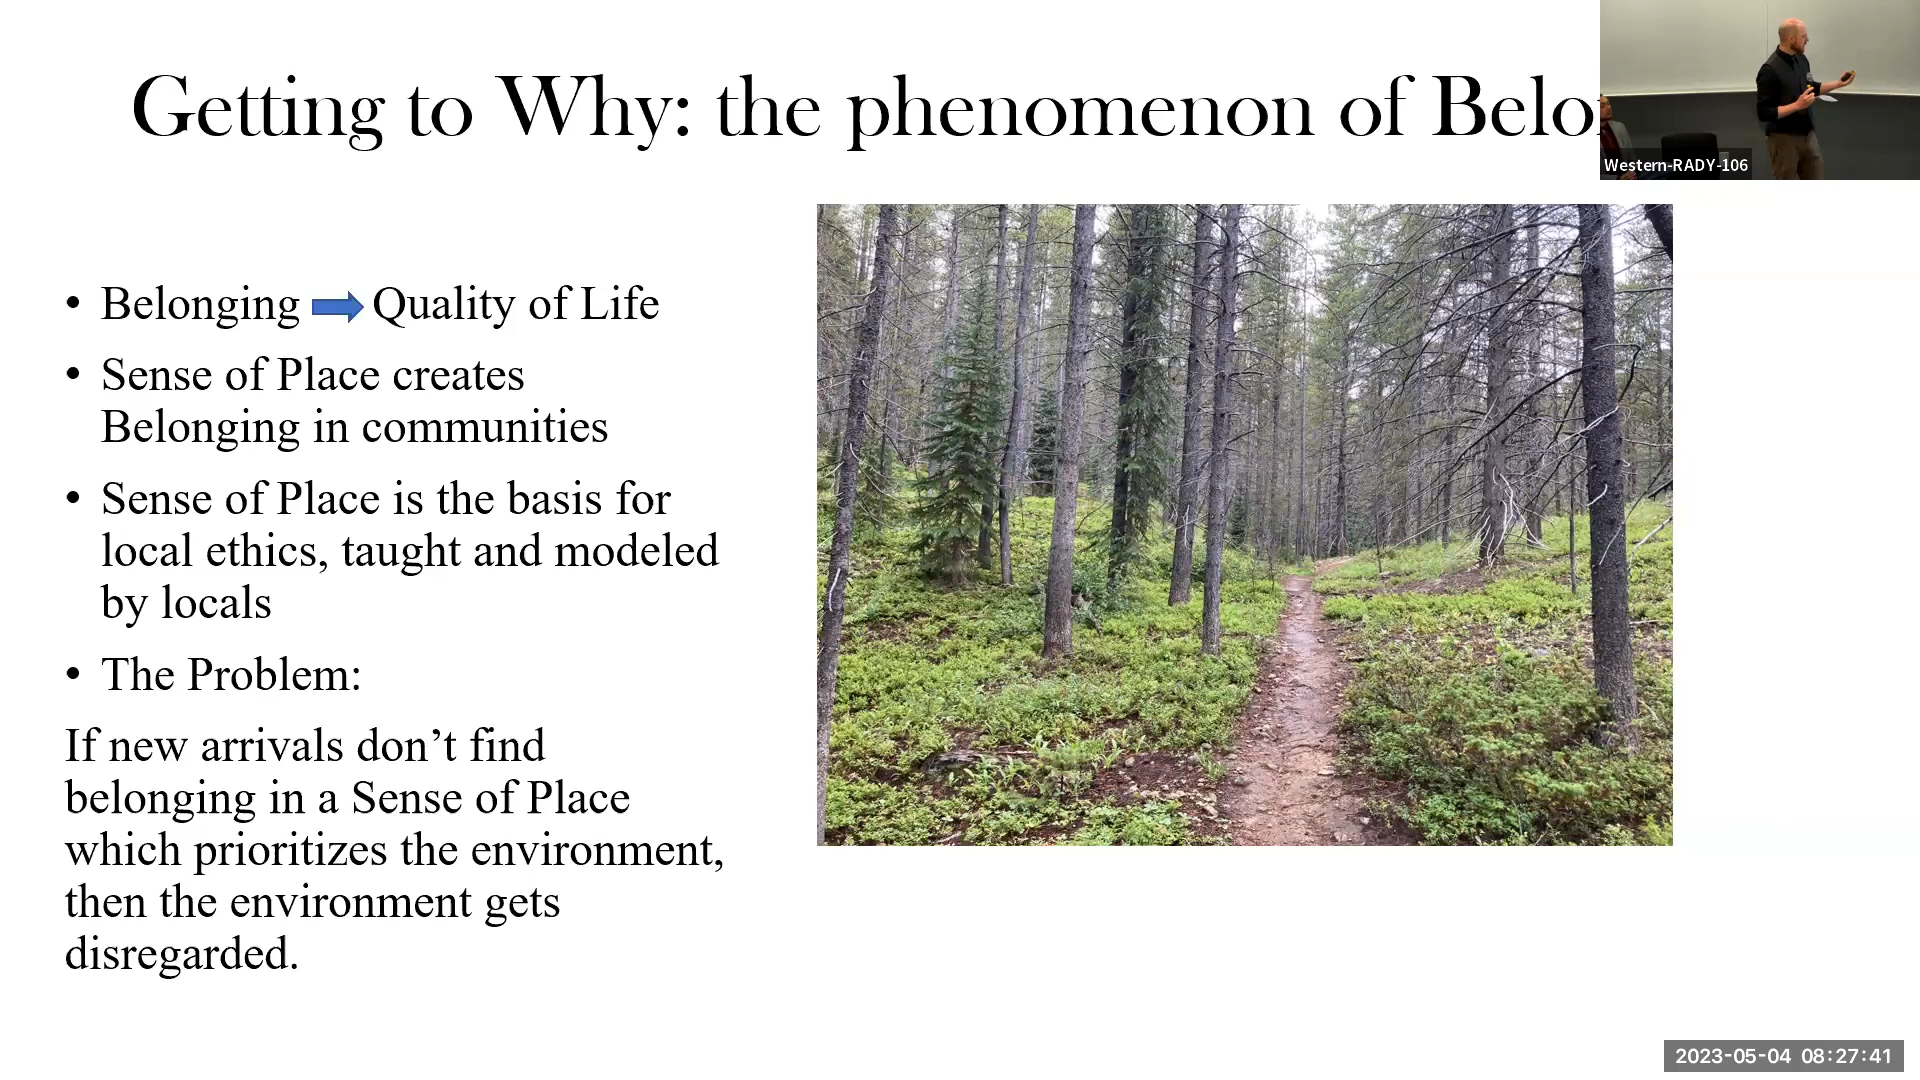 Getting to Why: the phenomenon of Belo
Western-RADY-106
• Belonging Quality of Life
• Sense of Place creates
Belonging in communities
• Sense of Place is the basis for
local ethics, taught and modeled
by locals
• The Problem:
If new arrivals don’t find
belonging in a Sense of Place
which prioritizes the environment,
then the environment gets
disregarded.
2023-05-04 08:27:41